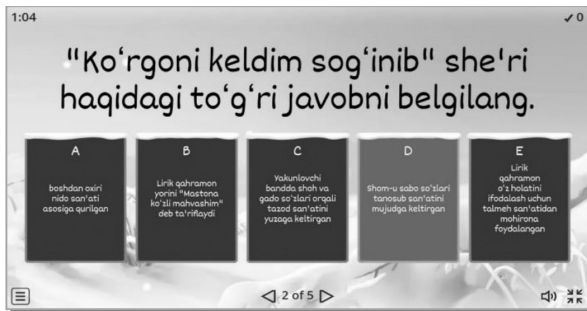 1:04
✓ 0
"Ko‘rgoni keldim sog‘inib" she'ri
haqidagi to‘g‘ri javobni belgilang.
A
boshdan oxiri
nido san'ati
asosiga qurilgan
B
Lirik qahramon
yorini "Mastona
ko'zli mahvashim"
deb ta'riflaydi
C
Yakunlovchi
bandda shoh va
gado so'zlari orqali
tazod san'atini
yuzaga keltirgan
D
Shom-u sabo so'zlari
tanosub san'atini
mujudga keltirgan
E
Lirik
qahramon
o'z holatini
ifodalash uchun
talmeh san'atidan
mohirona
foydalangan
2 of 5